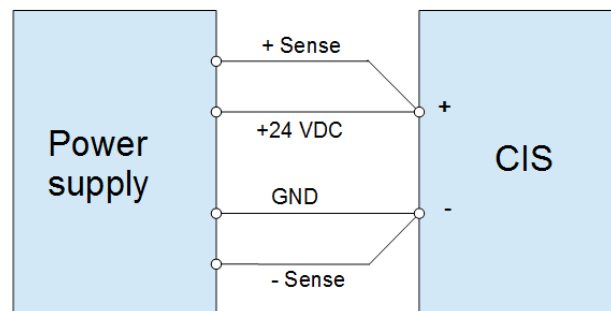 + Sense
+
+24 VDC
Power
supply
CIS
GND
-
- Sense